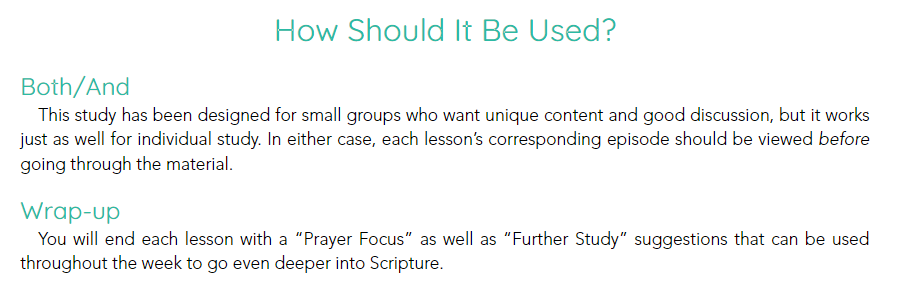 How Should It Be Used?
Both/And
This study has been designed for small groups who want unique content and good discussion, but it works
just as well for individual study. In either case, each lesson’s corresponding episode should be viewed before
going through the material.
Wrap-up
You will end each lesson with a “Prayer Focus” as well as “Further Study” suggestions that can be used
throughout the week to go even deeper into Scripture.